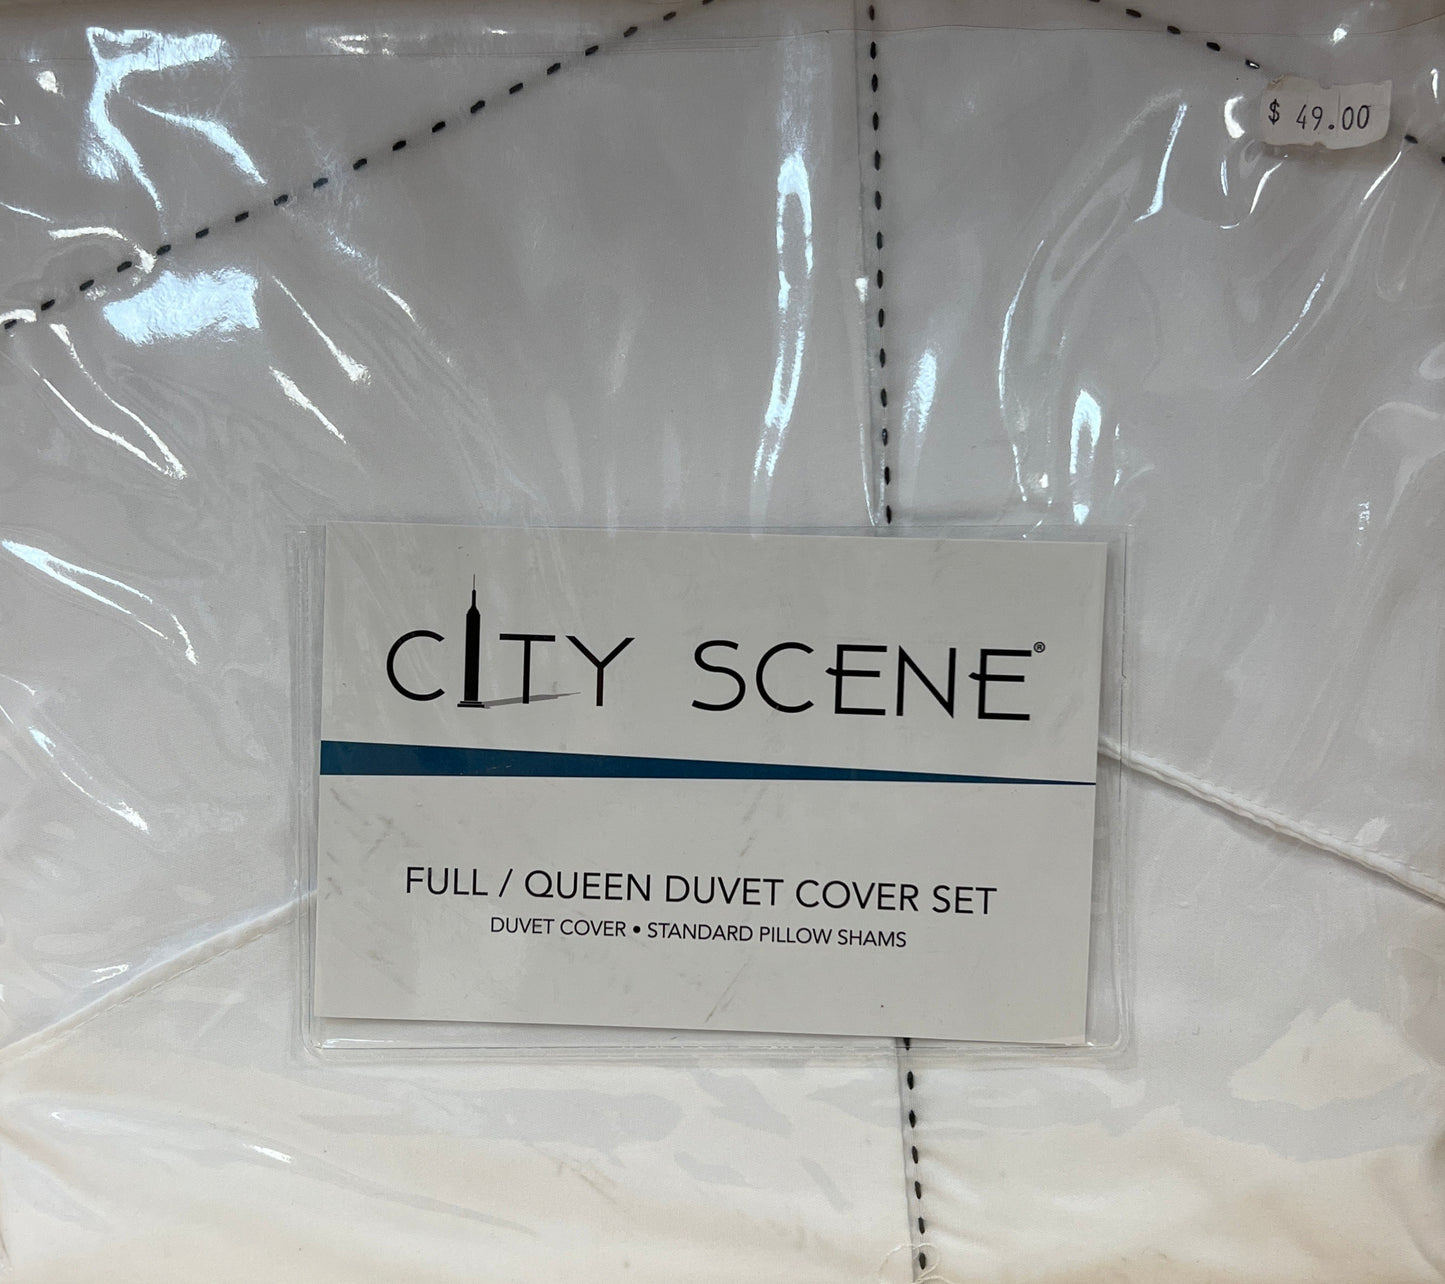 $ 49.00
CITY SCENE®
FULL / QUEEN DUVET COVER SET
DUVET COVER • STANDARD PILLOW SHAMS